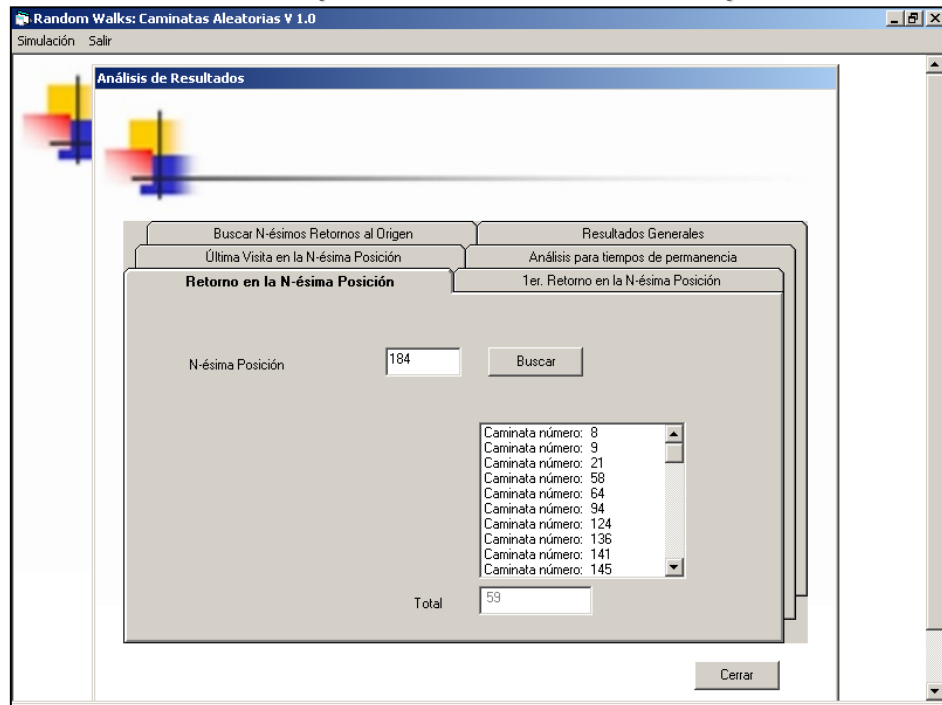 Random Walks: Caminatas Aleatorias V 1.0
Simulación Salir
Análisis de Resultados
Buscar N-ésimos Retornos al Origen
Resultados Generales
Última Visita en la N-ésima Posición
Análisis para tiempos de permanencia
Retorno en la N-ésima Posición
1er. Retorno en la N-ésima Posición
N-ésima Posición 184 Buscar
Caminata número: 8
Caminata número: 9
Caminata número: 21
Caminata número: 58
Caminata número: 64
Caminata número: 94
Caminata número: 124
Caminata número: 136
Caminata número: 141
Caminata número: 145
Total 59
Cerrar